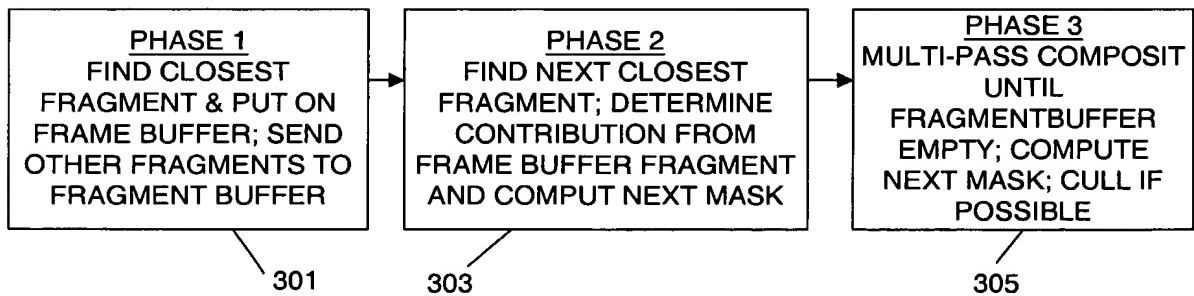 PHASE 1
FIND CLOSEST
FRAGMENT & PUT ON
FRAME BUFFER; SEND
OTHER FRAGMENTS TO
FRAGMENT BUFFER
301
PHASE 2
FIND NEXT CLOSEST
FRAGMENT; DETERMINE
CONTRIBUTION FROM
FRAME BUFFER FRAGMENT
AND COMPUT NEXT MASK
303
PHASE 3
MULTI-PASS COMPOSIT
UNTIL
FRAGMENTBUFFER
EMPTY; COMPUTE
NEXT MASK; CULL IF
POSSIBLE
305